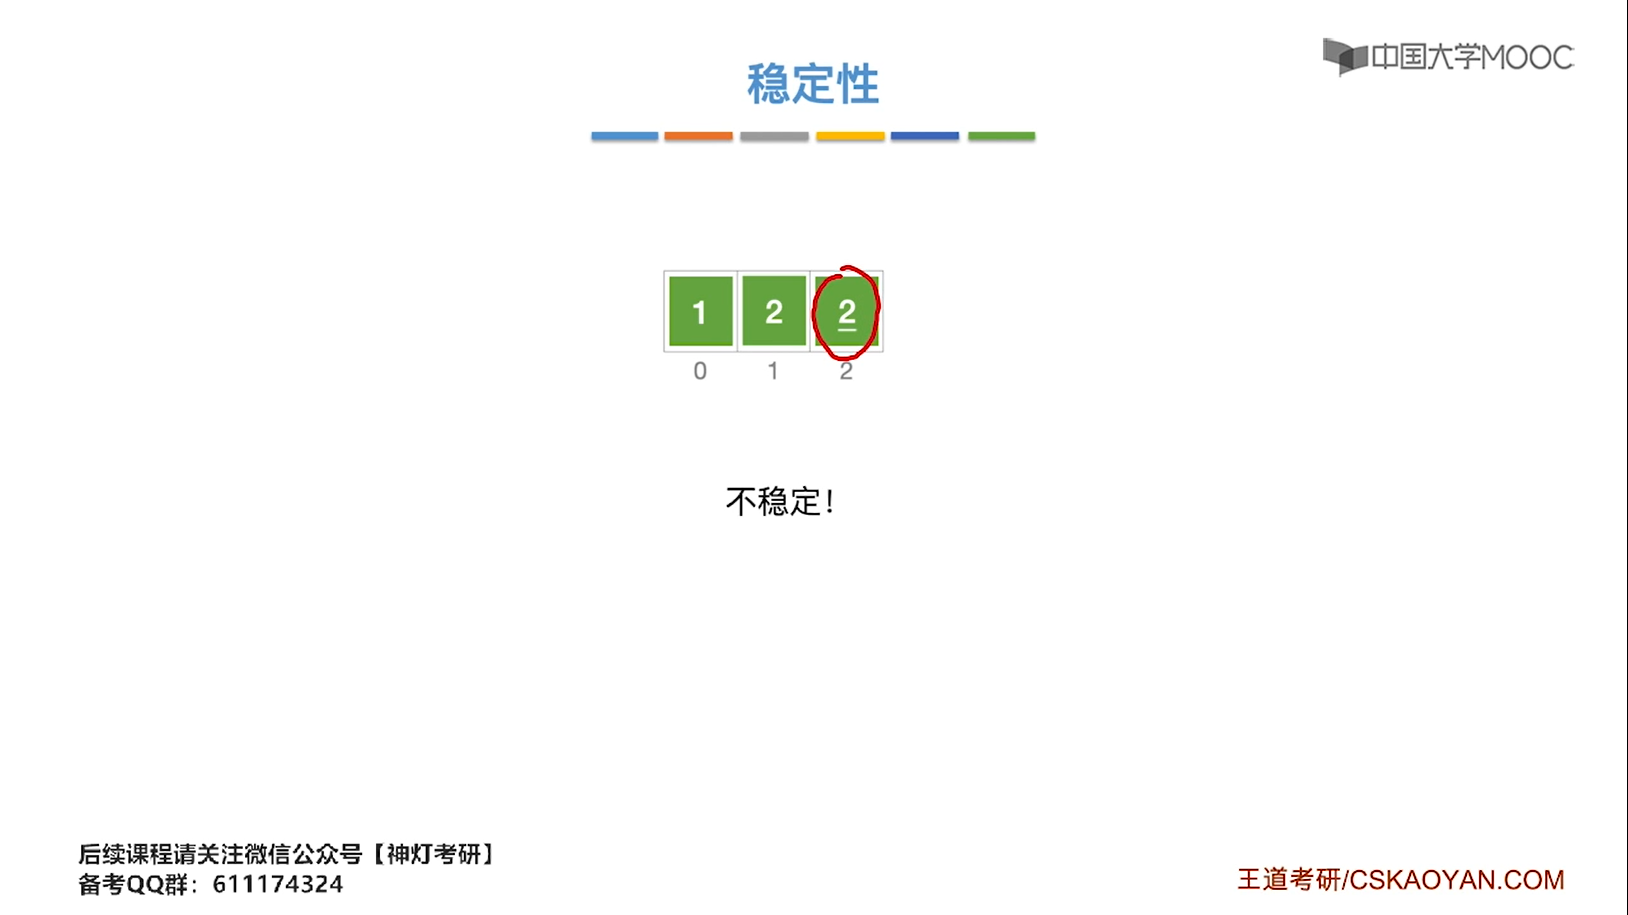 中国大学MOOC
稳定性
1 2 2
0 1 2
不稳定！
后续课程请关注微信公众号【神灯考研】
备考QQ群：611174324
王道考研/CSKAOYAN.COM